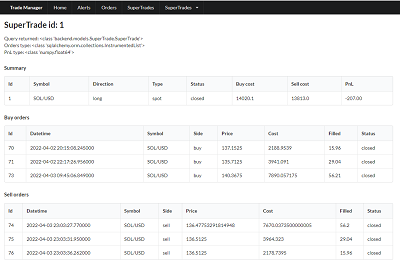 Trade Manager Home Alerts Orders SuperTrades SuperTrades
SuperTrade id: 1
Query returned: <class 'backend.models.SuperTrade.SuperTrade'>
Orders type: <class 'sqlalchemy.orm.collections.InstrumentedList'>
PnL type: <class 'numpy.float64'>
Summary
Id Symbol Direction Type Status Buy cost Sell cost PnL
1 SOL/USD long spot closed 14020.1 13813.0 -207.00
Buy orders
Id Datetime Symbol Side Price Cost Filled Status
70 2022-04-02 20:15:08.245000 SOL/USD buy 137.1525 2188.9539 15.96 closed
71 2022-04-02 22:17:26.956000 SOL/USD buy 135.7125 3941.091 29.04 closed
73 2022-04-03 09:45:06.849000 SOL/USD buy 140.3675 7890.057175 56.21 closed
Sell orders
Id Datetime Symbol Side Price Cost Filled Status
74 2022-04-03 23:03:27.770000 SOL/USD sell 136.47752291814948 7670.0373500000005 56.2 closed
75 2022-04-03 23:03:31.950000 SOL/USD sell 136.5125 3964.323 29.04 closed
76 2022-04-03 23:03:36.262000 SOL/USD sell 136.5125 2178.7395 15.96 closed